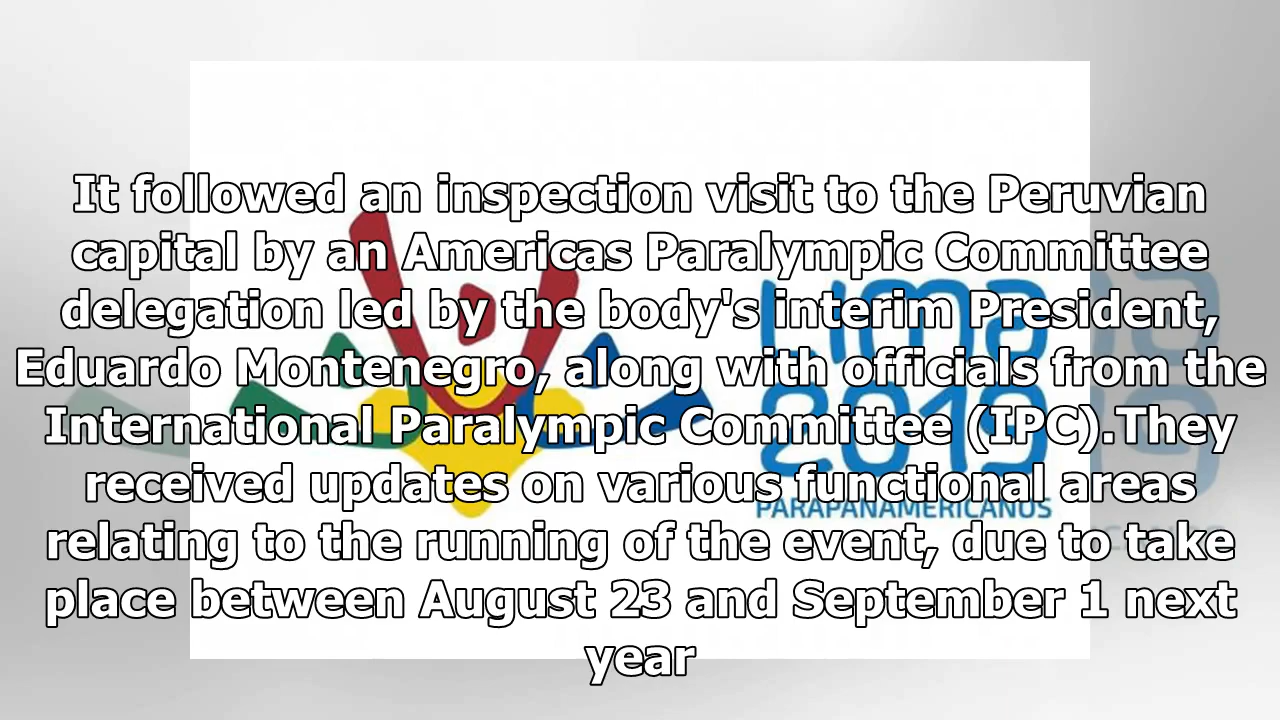 It followed an inspection visit to the Peruvian
capital by an Americas Paralympic Committee
delegation led by the body's interim President,
Eduardo Montenegro, along with officials from the
International Paralympic Committee (IPC).They
received updates on various functional areas
relating to the running of the event, due to take
place between August 23 and September 1 next
year
Lima
2019
PARAPANAMERICANOS